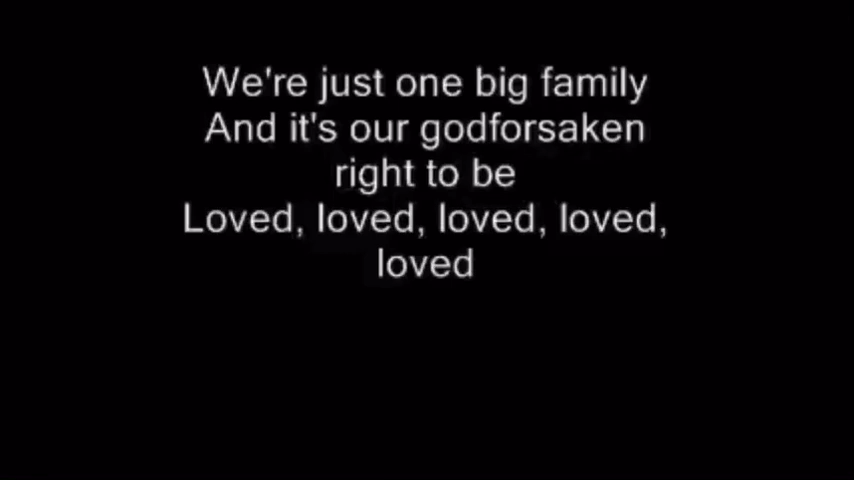 We're just one big family
And it's our godforsaken
right to be
Loved, loved, loved, loved,
loved